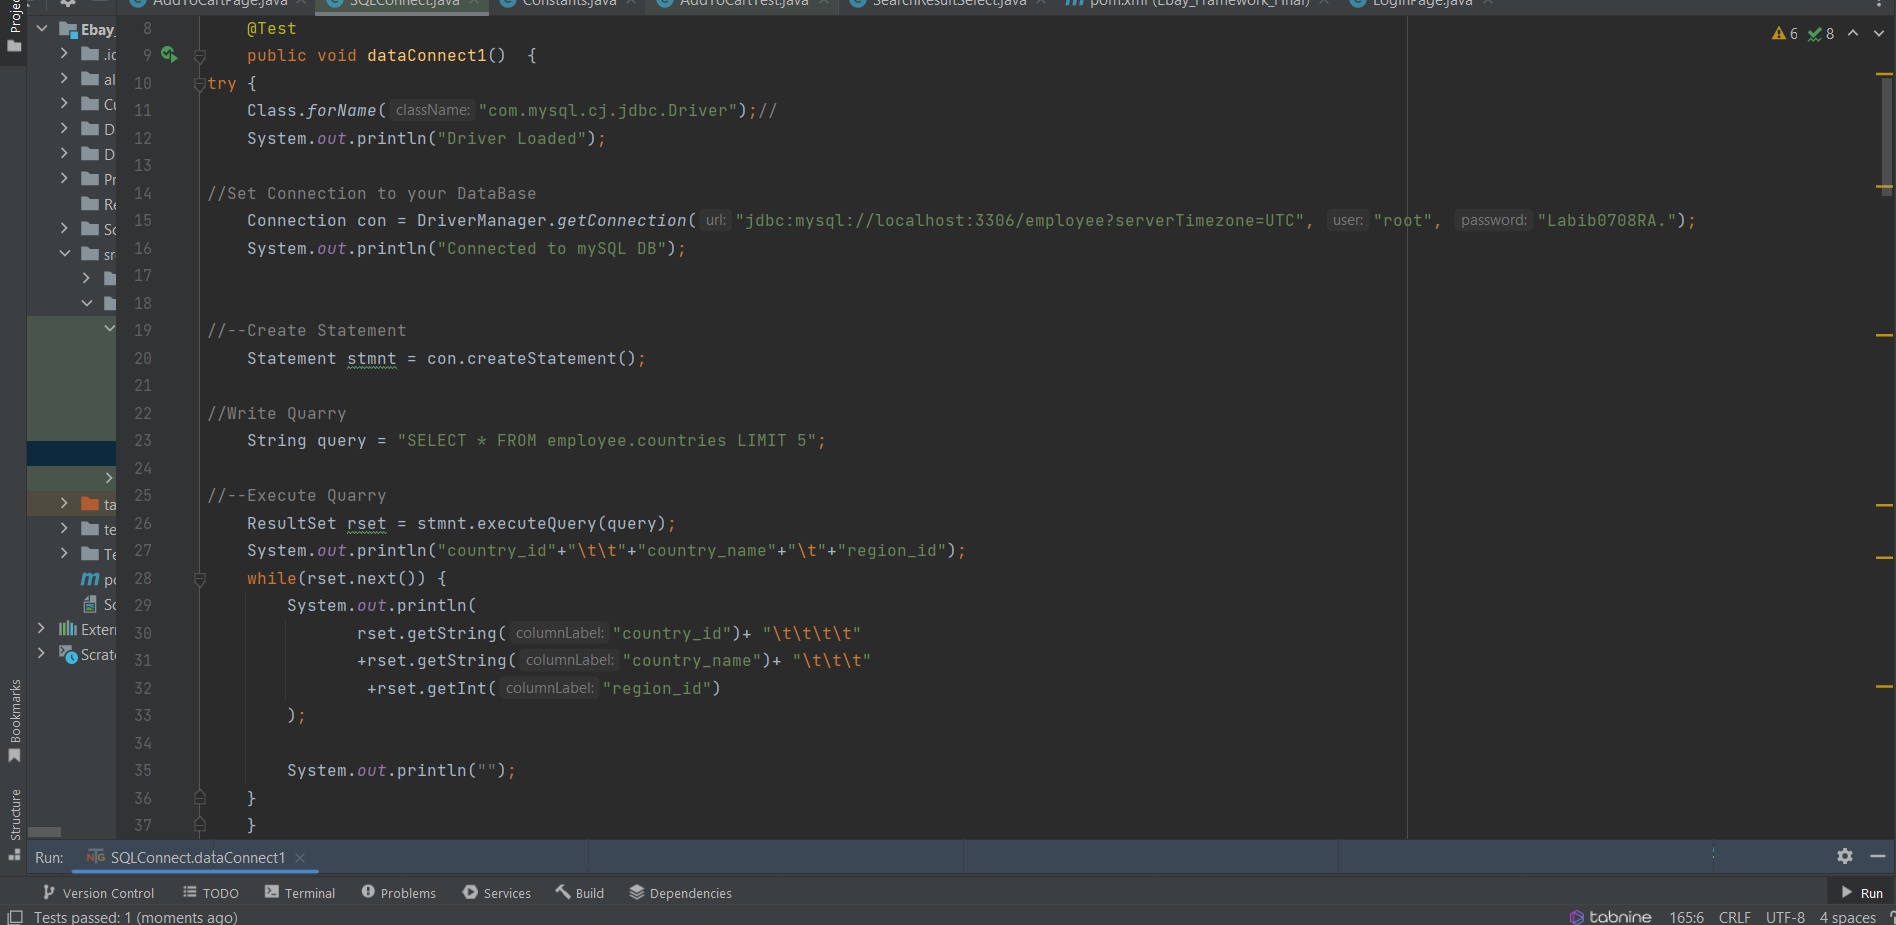 AddToCartPage.java SQLConnect.java Constants.java AddToCartTest.java SearchResultSelect.java pom.xml (Ebay_Framework_Final) LoginPage.java
Ebay_
.ic
al
Cu
D
D
Pr
Re
Sc
sr
ta
te
Te
po
Sc
Extern
Scratc
Bookmarks
Structure
6 8
8 @Test
9 public void dataConnect1()  {
10 try {
11 Class.forName( className: "com.mysql.cj.jdbc.Driver");//
12 System.out.println("Driver Loaded");
13
14 //Set Connection to your DataBase
15 Connection con = DriverManager.getConnection( url: "jdbc:mysql://localhost:3306/employee?serverTimezone=UTC", user: "root", password: "Labib0708RA.");
16 System.out.println("Connected to mySQL DB");
17
18
19 //--Create Statement
20 Statement stmnt = con.createStatement();
21
22 //Write Quarry
23 String query = "SELECT * FROM employee.countries LIMIT 5";
24
25 //--Execute Quarry
26 ResultSet rset = stmnt.executeQuery(query);
27 System.out.println("country_id"+"\t\t"+"country_name"+"\t"+"region_id");
28 while(rset.next()) {
29 System.out.println(
30 rset.getString( columnLabel: "country_id")+ "\t\t\t\t"
31 +rset.getString( columnLabel: "country_name")+ "\t\t\t"
32 +rset.getInt( columnLabel: "region_id")
33 );
34
35 System.out.println("");
36 }
37 }
Run: SQLConnect.dataConnect1
Version Control TODO Terminal Problems Services Build Dependencies Run
Tests passed: 1 (moments ago) tabnine 165:6 CRLF UTF-8 4 spaces